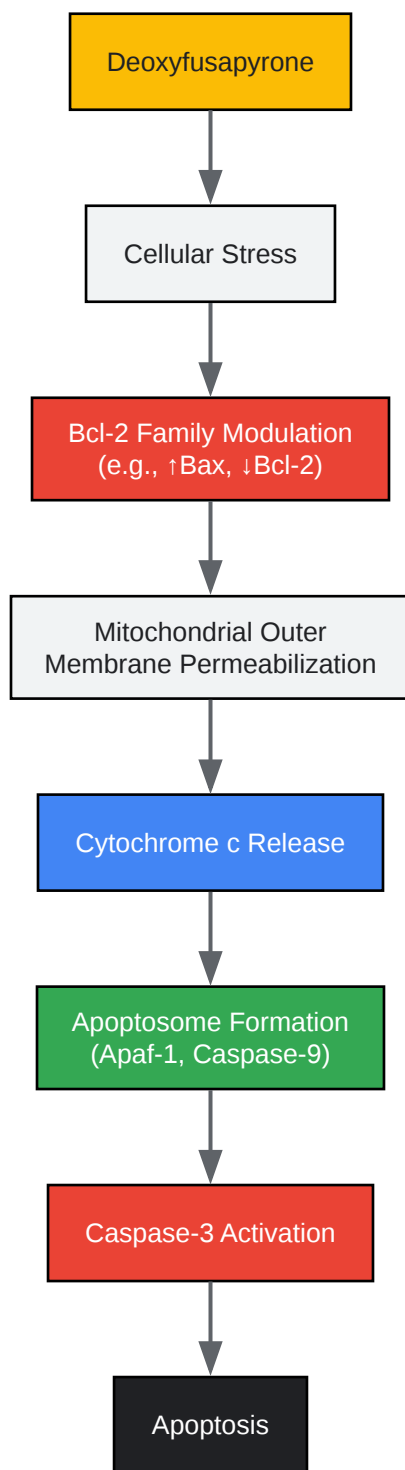 Deoxyfusapyrone
Cellular Stress
Bcl-2 Family Modulation
(e.g., ↑Bax, ↓Bcl-2)
Mitochondrial Outer
Membrane Permeabilization
Cytochrome c Release
Apoptosome Formation
(Apaf-1, Caspase-9)
Caspase-3 Activation
Apoptosis